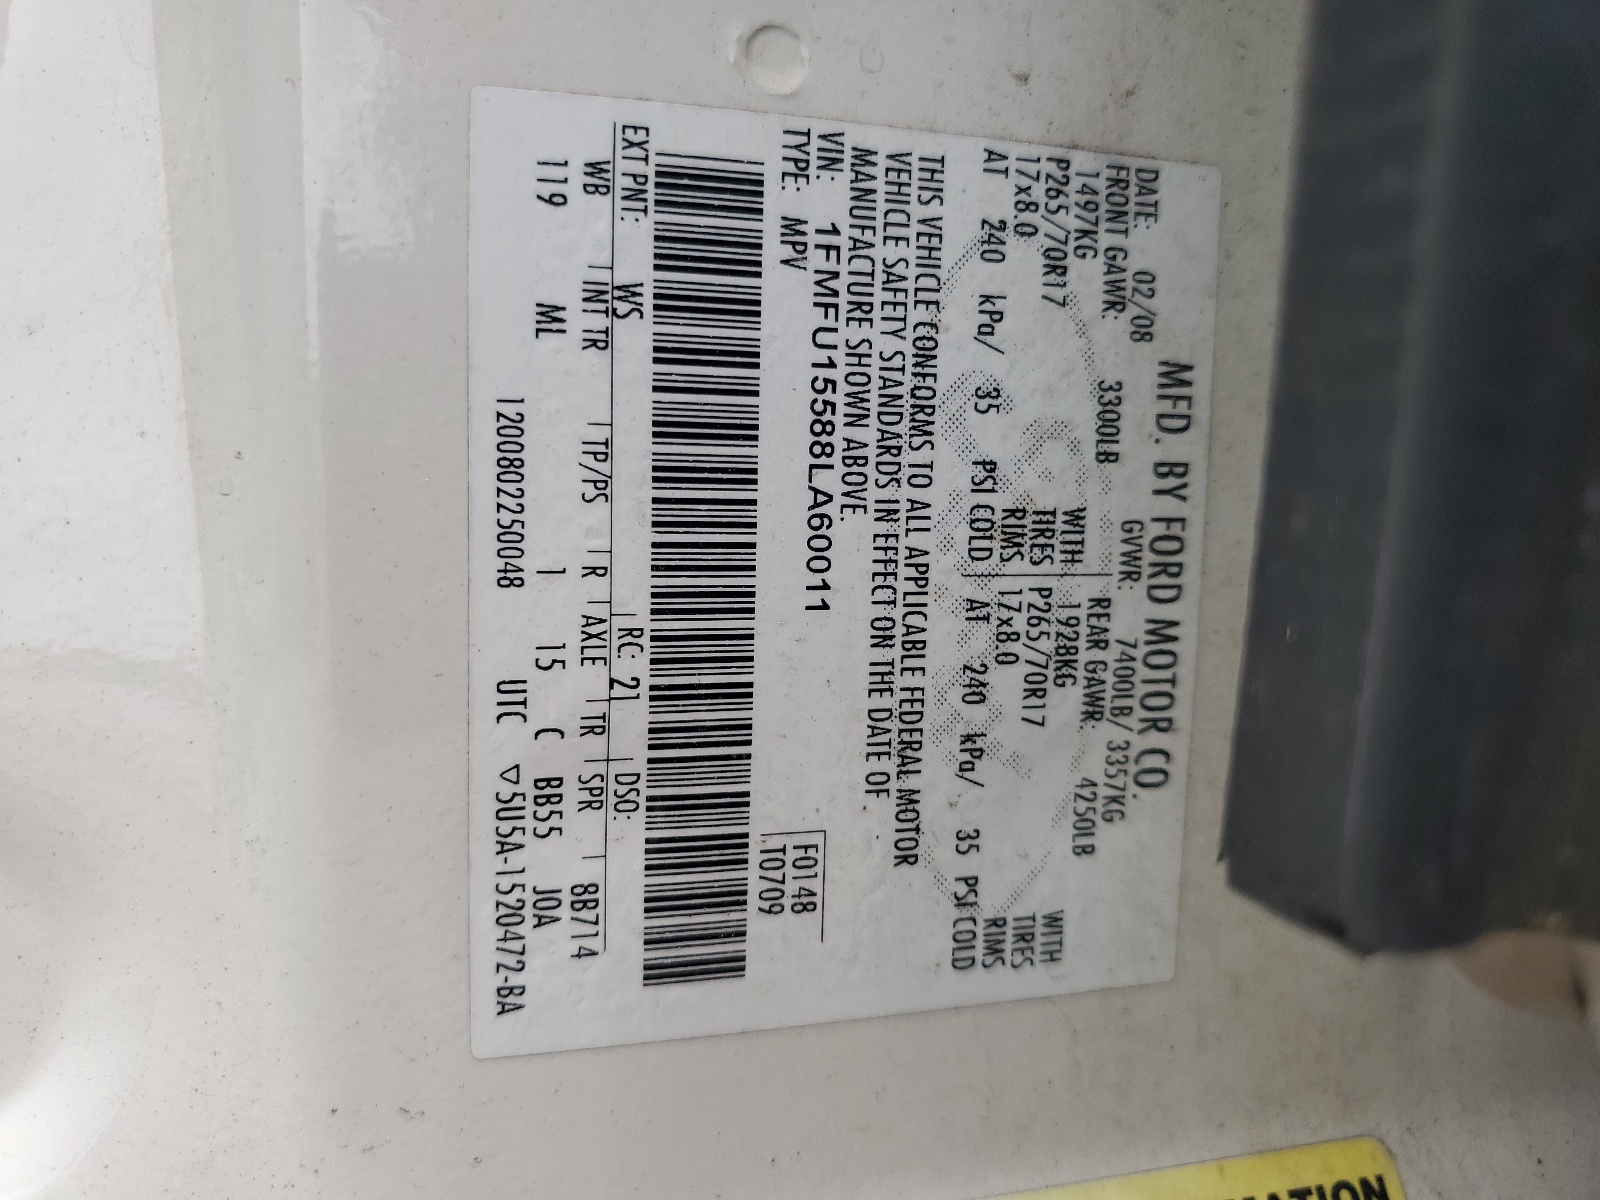 MFD. BY FORD MOTOR CO.
DATE: 02/08 GVWR: 7400LB/ 3357KG
FRONT GAWR: 3300LB REAR GAWR: 4250LB
1497KG WITH 1928KG WITH
P265/70R17 TIRES P265/70R17 TIRES
17x8.0 RIMS 17x8.0 RIMS
AT 240 kPa/ 35 PSI COLD AT 240 kPa/ 35 PSI COLD
THIS VEHICLE CONFORMS TO ALL APPLICABLE FEDERAL MOTOR
VEHICLE SAFETY STANDARDS IN EFFECT ON THE DATE OF
MANUFACTURE SHOWN ABOVE.
VIN: 1FMFU15588LA60011 F0148
TYPE: MPV T0709
EXT PNT: WS RC: 21 DSO:
WB INT TR TP/PS R AXLE TR SPR 8B714
119 ML 1 15 C BB55 JOA
1200802250048 UTC ▽5U5A-1520472-BA